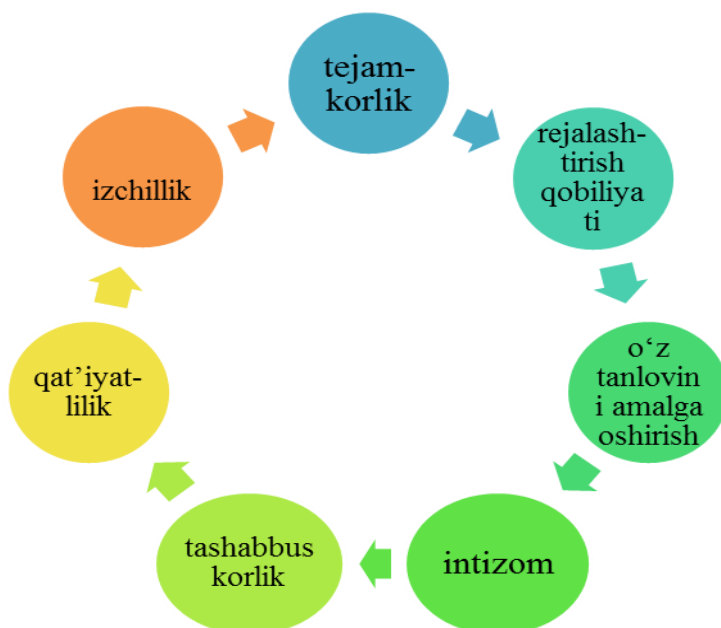 tejam-
korlik
rejalash-
tirish
qobiliya
ti
o‘z
tanlovin
i amalga
oshirish
intizom
tashabbus
korlik
qat’iyat-
lilik
izchillik